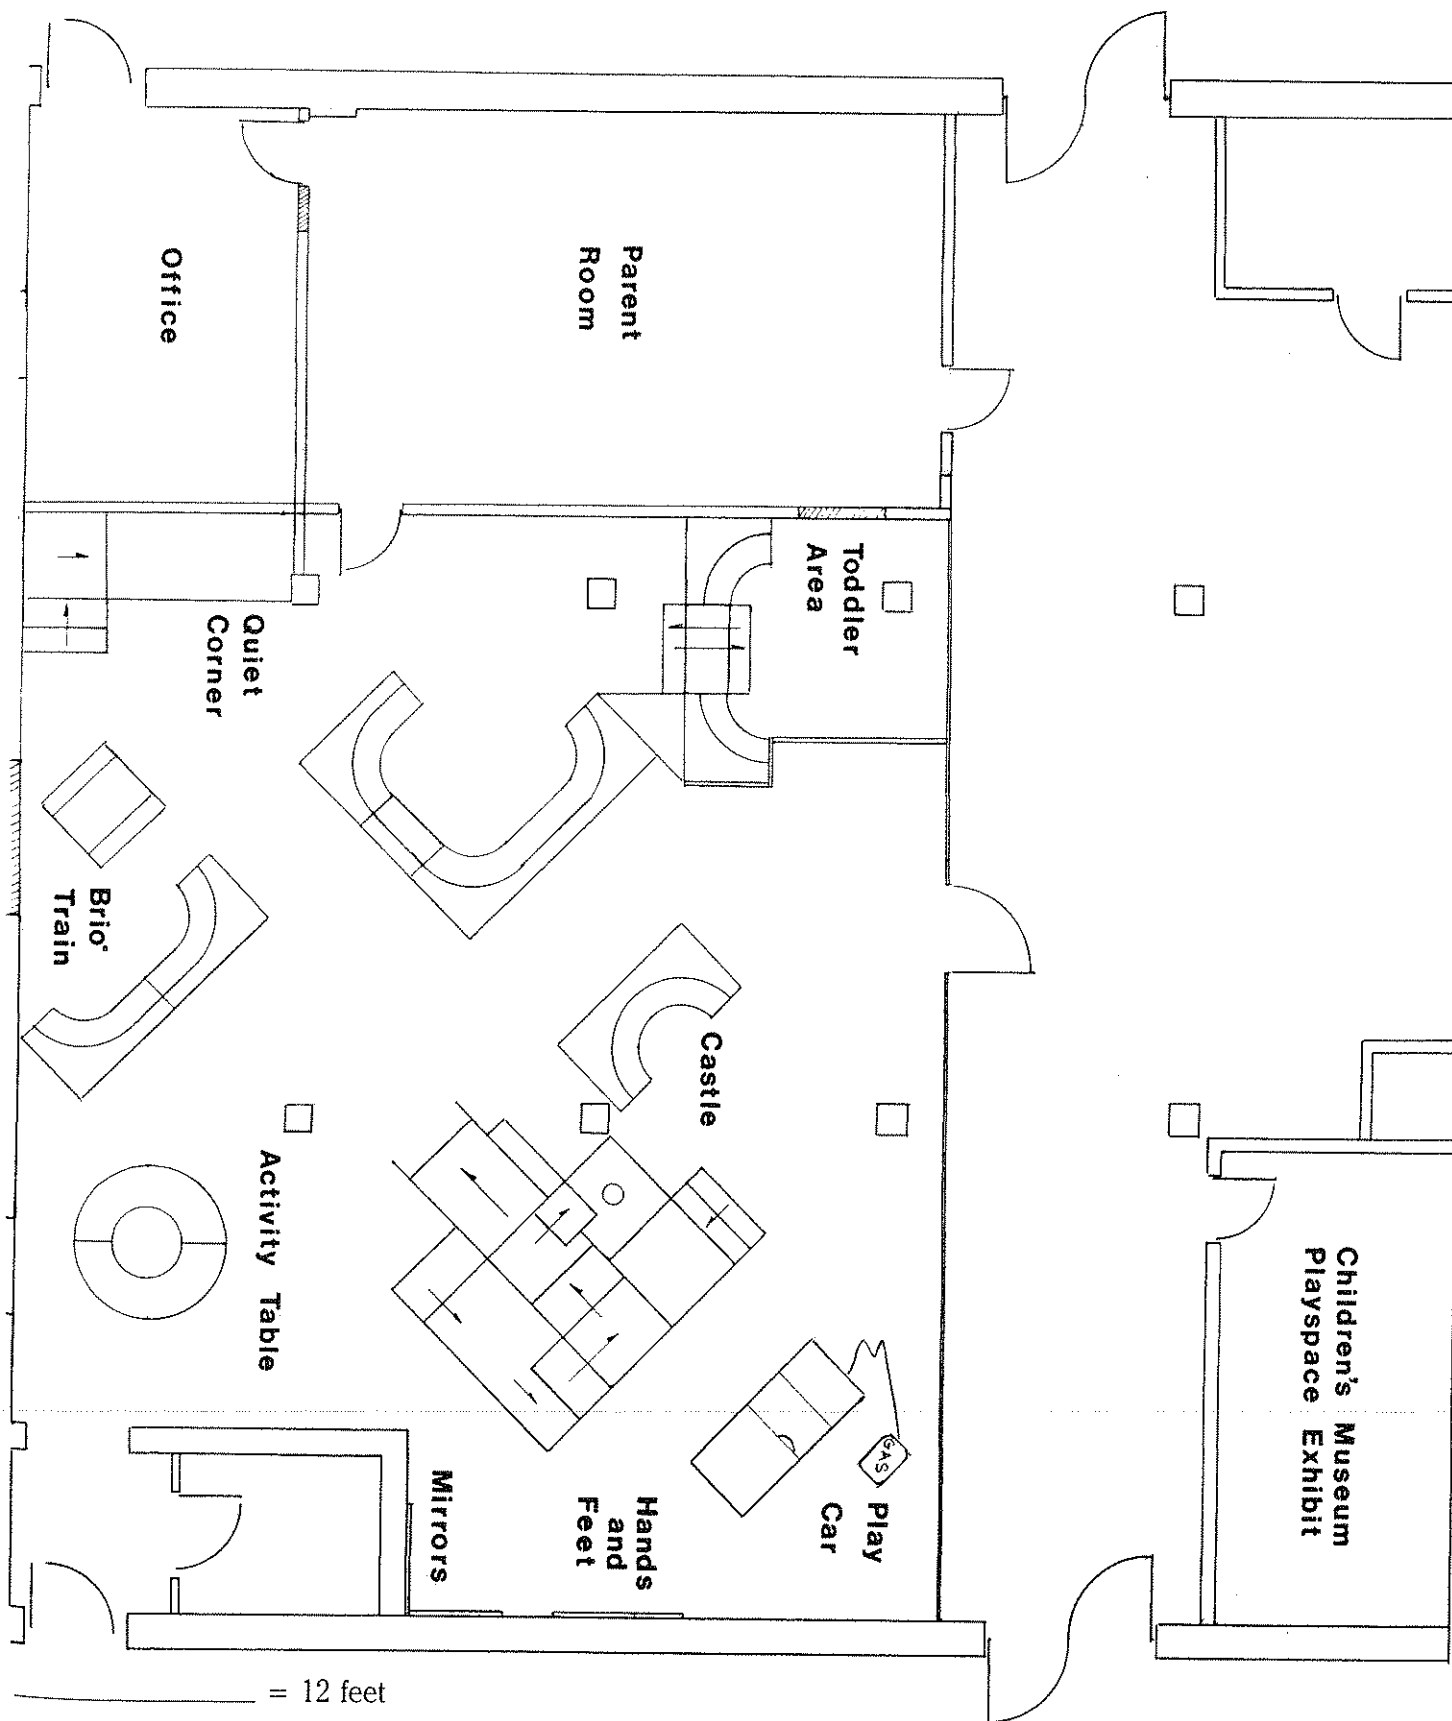 Office
Parent
Room
Toddler
Area
Quiet
Corner
Brio
Train
Castle
Activity Table
GAS
Play
Car
Hands
and
Feet
Mirrors
Children's Museum
Playspace Exhibit
= 12 feet